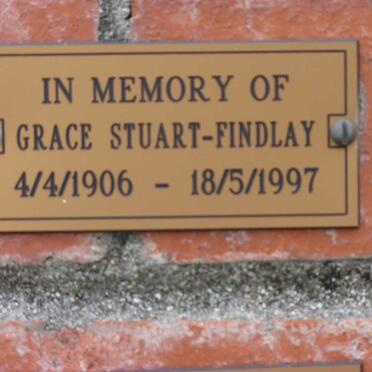 IN MEMORY OF
GRACE STUART-FINDLAY
4/4/1906 - 18/5/1997